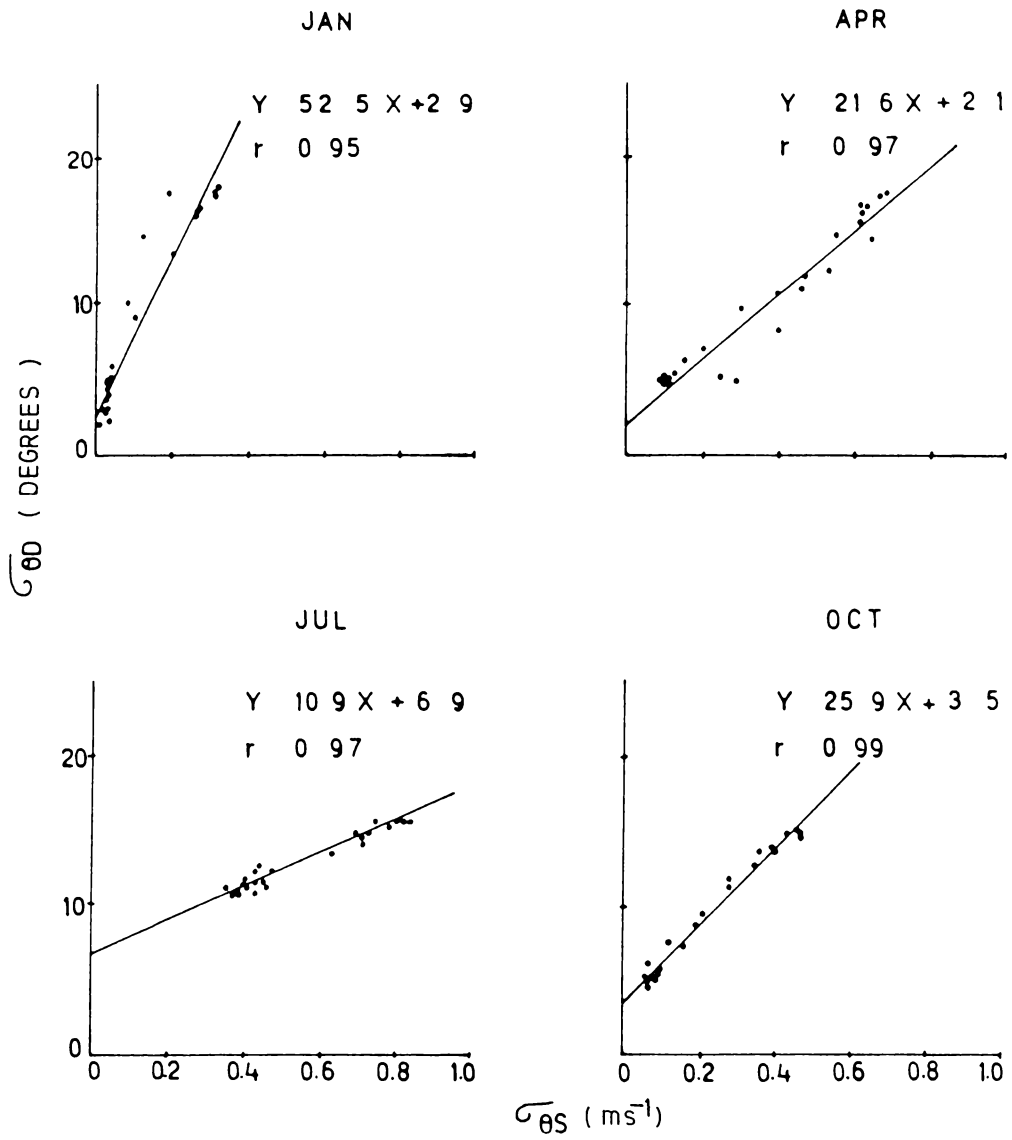 JAN
Y 52 5 X +2 9
r 0 95
20
10
0
APR
Y 21 6 X + 2 1
r 0 97
σθD ( DEGREES )
JUL
Y 10 9 X + 6 9
r 0 97
20
10
0
0 0.2 0.4 0.6 0.8 1.0
OCT
Y 25 9 X + 3 5
r 0 99
0 0.2 0.4 0.6 0.8 1.0
σθS ( ms-1)